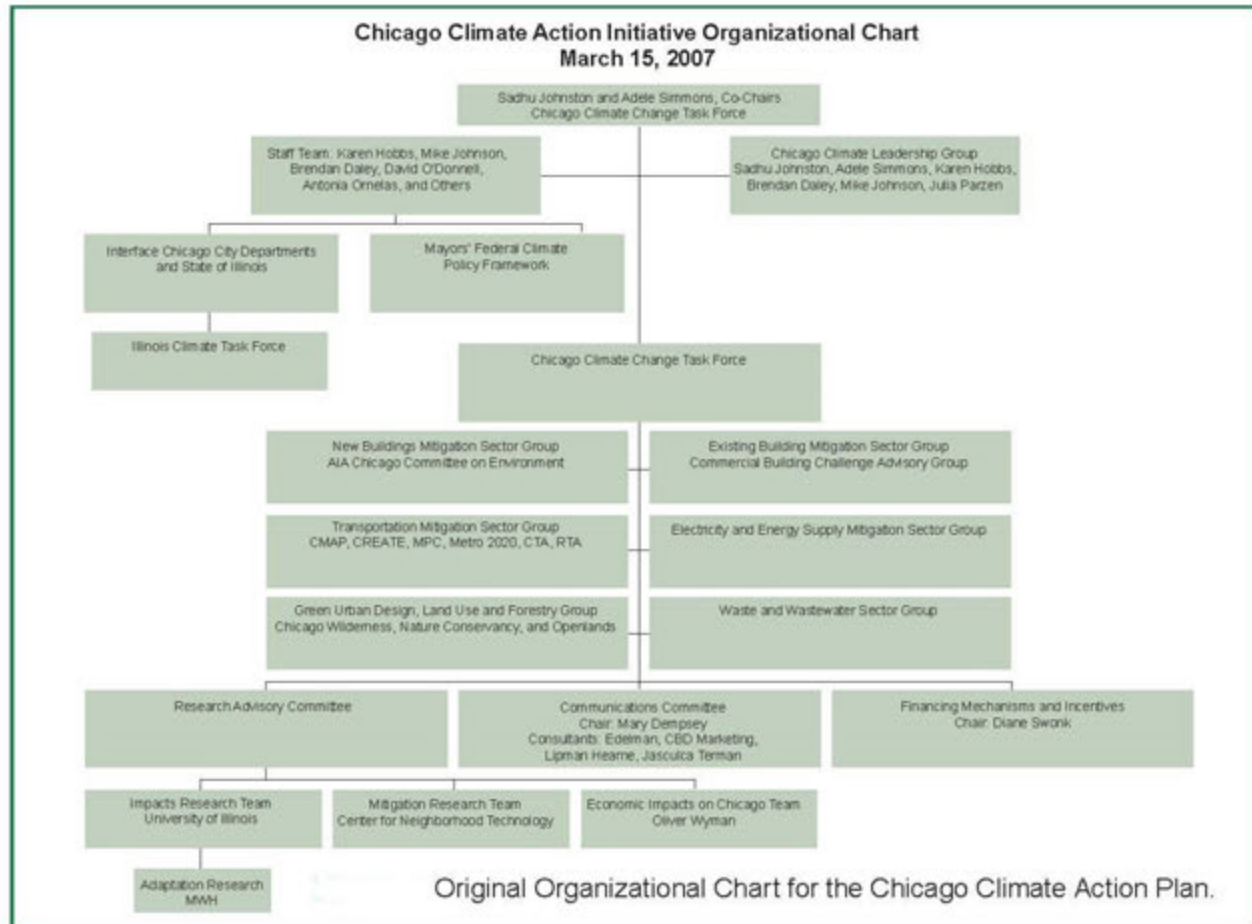 Chicago Climate Action Initiative Organizational Chart
March 15, 2007
Sadhu Johnston and Adele Simmons, Co-Chairs
Chicago Climate Change Task Force
Staff Team: Karen Hobbs, Mike Johnson,
Brendan Daley, David O'Donnell,
Antonia Ornelas, and Others
Chicago Climate Leadership Group
Sadhu Johnston, Adele Simmons, Karen Hobbs,
Brendan Daley, Mike Johnson, Julia Parzen
Interface Chicago City Departments
and State of Illinois
Mayors' Federal Climate
Policy Framework
Illinois Climate Task Force
Chicago Climate Change Task Force
New Buildings Mitigation Sector Group
AIA Chicago Committee on Environment
Existing Building Mitigation Sector Group
Commercial Building Challenge Advisory Group
Transportation Mitigation Sector Group
CMAP, CREATE, MPC, Metro 2020, CTA, RTA
Electricity and Energy Supply Mitigation Sector Group
Green Urban Design, Land Use and Forestry Group
Chicago Wilderness, Nature Conservancy, and Openlands
Waste and Wastewater Sector Group
Research Advisory Committee
Communications Committee
Chair: Mary Dempsey
Consultants: Edelman, CBD Marketing,
Lipman Hearne, Jasculca Terman
Financing Mechanisms and Incentives
Chair: Diane Swonk
Impacts Research Team
University of Illinois
Mitigation Research Team
Center for Neighborhood Technology
Economic Impacts on Chicago Team
Oliver Wyman
Adaptation Research
MWH
Original Organizational Chart for the Chicago Climate Action Plan.